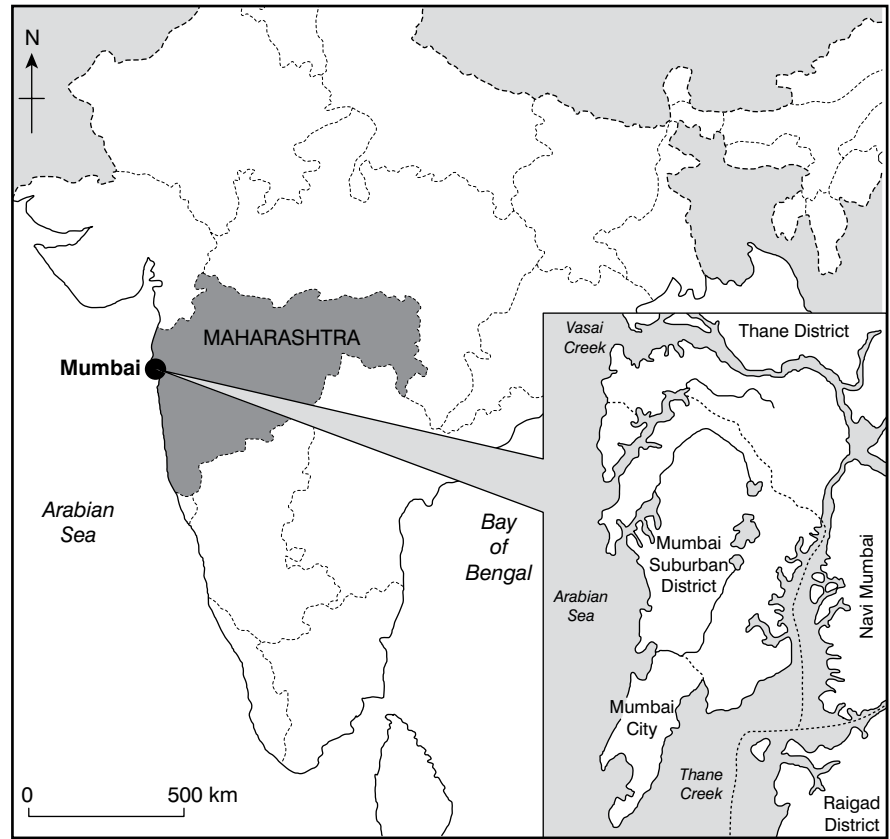 N
MAHARASHTRA
Mumbai
Arabian
Sea
Bay
of
Bengal
0 500 km
Vasai
Creek
Thane District
Mumbai
Suburban
District
Navi Mumbai
Arabian
Sea
Mumbai
City
Thane
Creek
Raigad
District